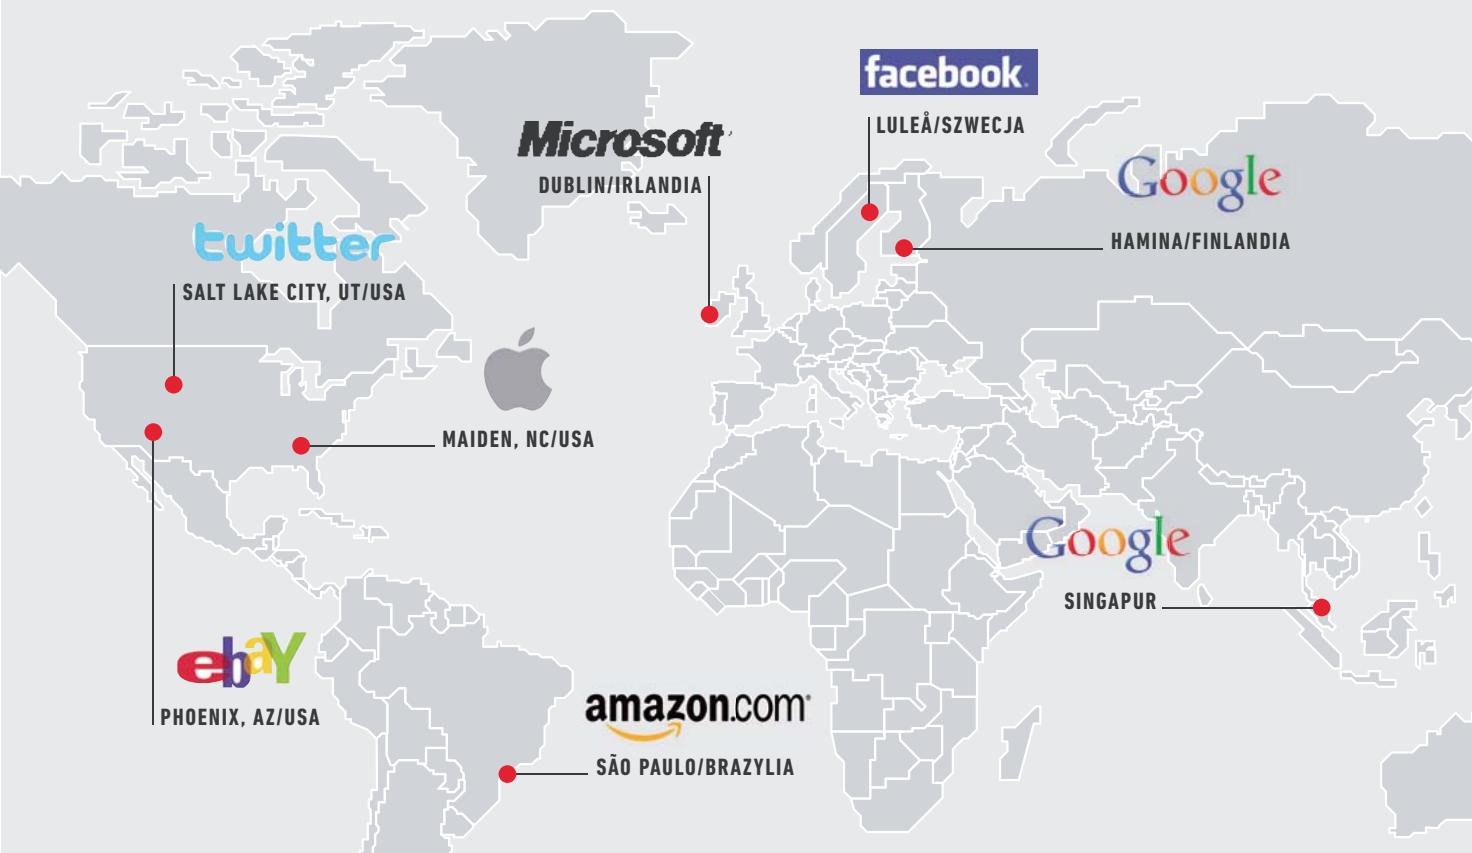 facebook
LULEÅ/SZWECJA
Microsoft
DUBLIN/IRLANDIA
Google
HAMINA/FINLANDIA
twitter
SALT LAKE CITY, UT/USA
MAIDEN, NC/USA
Google
SINGAPUR
ebaY
PHOENIX, AZ/USA
amazon.com
SÃO PAULO/BRAZYLIA